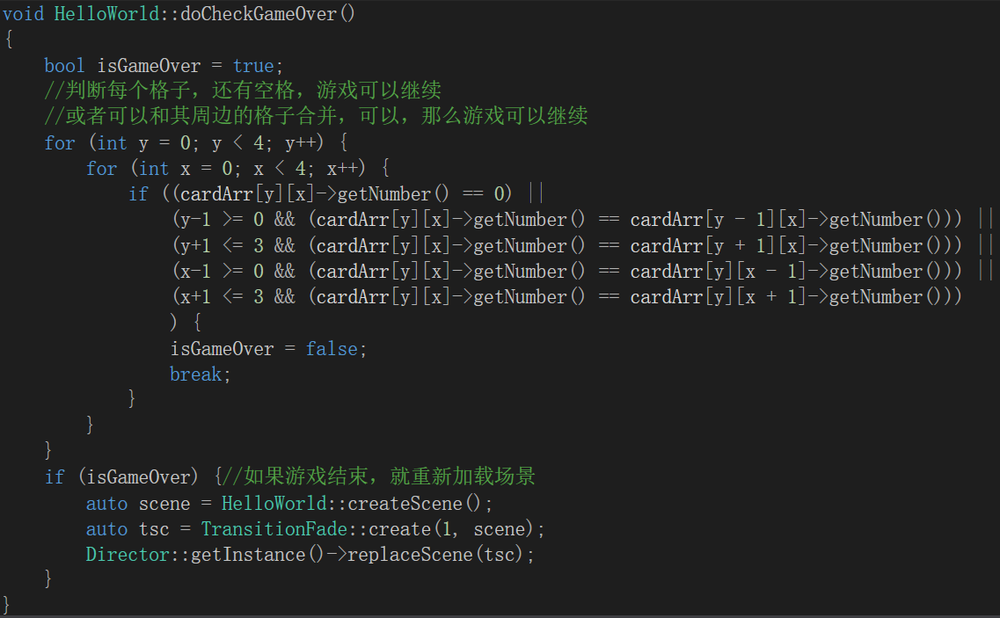 void HelloWorld::doCheckGameOver()
{
    bool isGameOver = true;
    //判断每个格子，还有空格，游戏可以继续
    //或者可以和其周边的格子合并，可以，那么游戏可以继续
    for (int y = 0; y < 4; y++) {
        for (int x = 0; x < 4; x++) {
            if ((cardArr[y][x]->getNumber() == 0) ||
                (y-1 >= 0 && (cardArr[y][x]->getNumber() == cardArr[y - 1][x]->getNumber())) ||
                (y+1 <= 3 && (cardArr[y][x]->getNumber() == cardArr[y + 1][x]->getNumber())) ||
                (x-1 >= 0 && (cardArr[y][x]->getNumber() == cardArr[y][x - 1]->getNumber())) ||
                (x+1 <= 3 && (cardArr[y][x]->getNumber() == cardArr[y][x + 1]->getNumber()))
                ) {
                isGameOver = false;
                break;
            }
        }
    }
    if (isGameOver) {//如果游戏结束，就重新加载场景
        auto scene = HelloWorld::createScene();
        auto tsc = TransitionFade::create(1, scene);
        Director::getInstance()->replaceScene(tsc);
    }
}